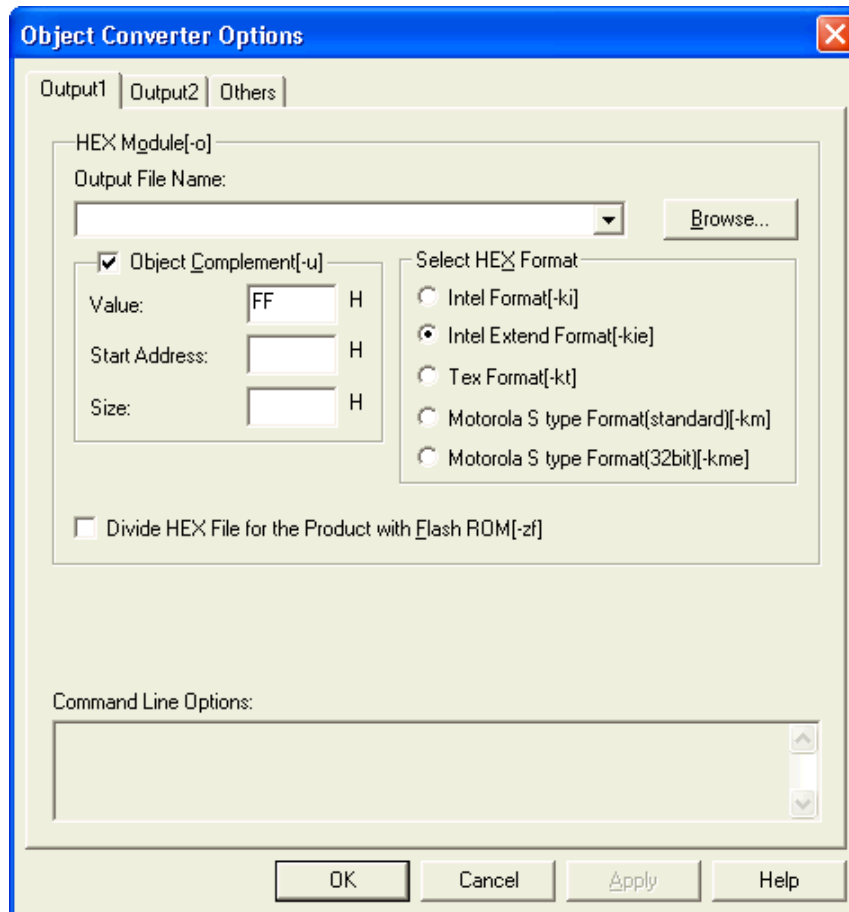 Object Converter Options
Output1 Output2 Others
HEX Module[-o]
Output File Name:
Browse...
Object Complement[-u]
Value: FF H
Start Address: H
Size: H
Select HEX Format
Intel Format[-ki]
Intel Extend Format[-kie]
Tex Format[-kt]
Motorola S type Format(standard)[-km]
Motorola S type Format(32bit)[-kme]
Divide HEX File for the Product with Flash ROM[-zf]
Command Line Options:
OK Cancel Apply Help